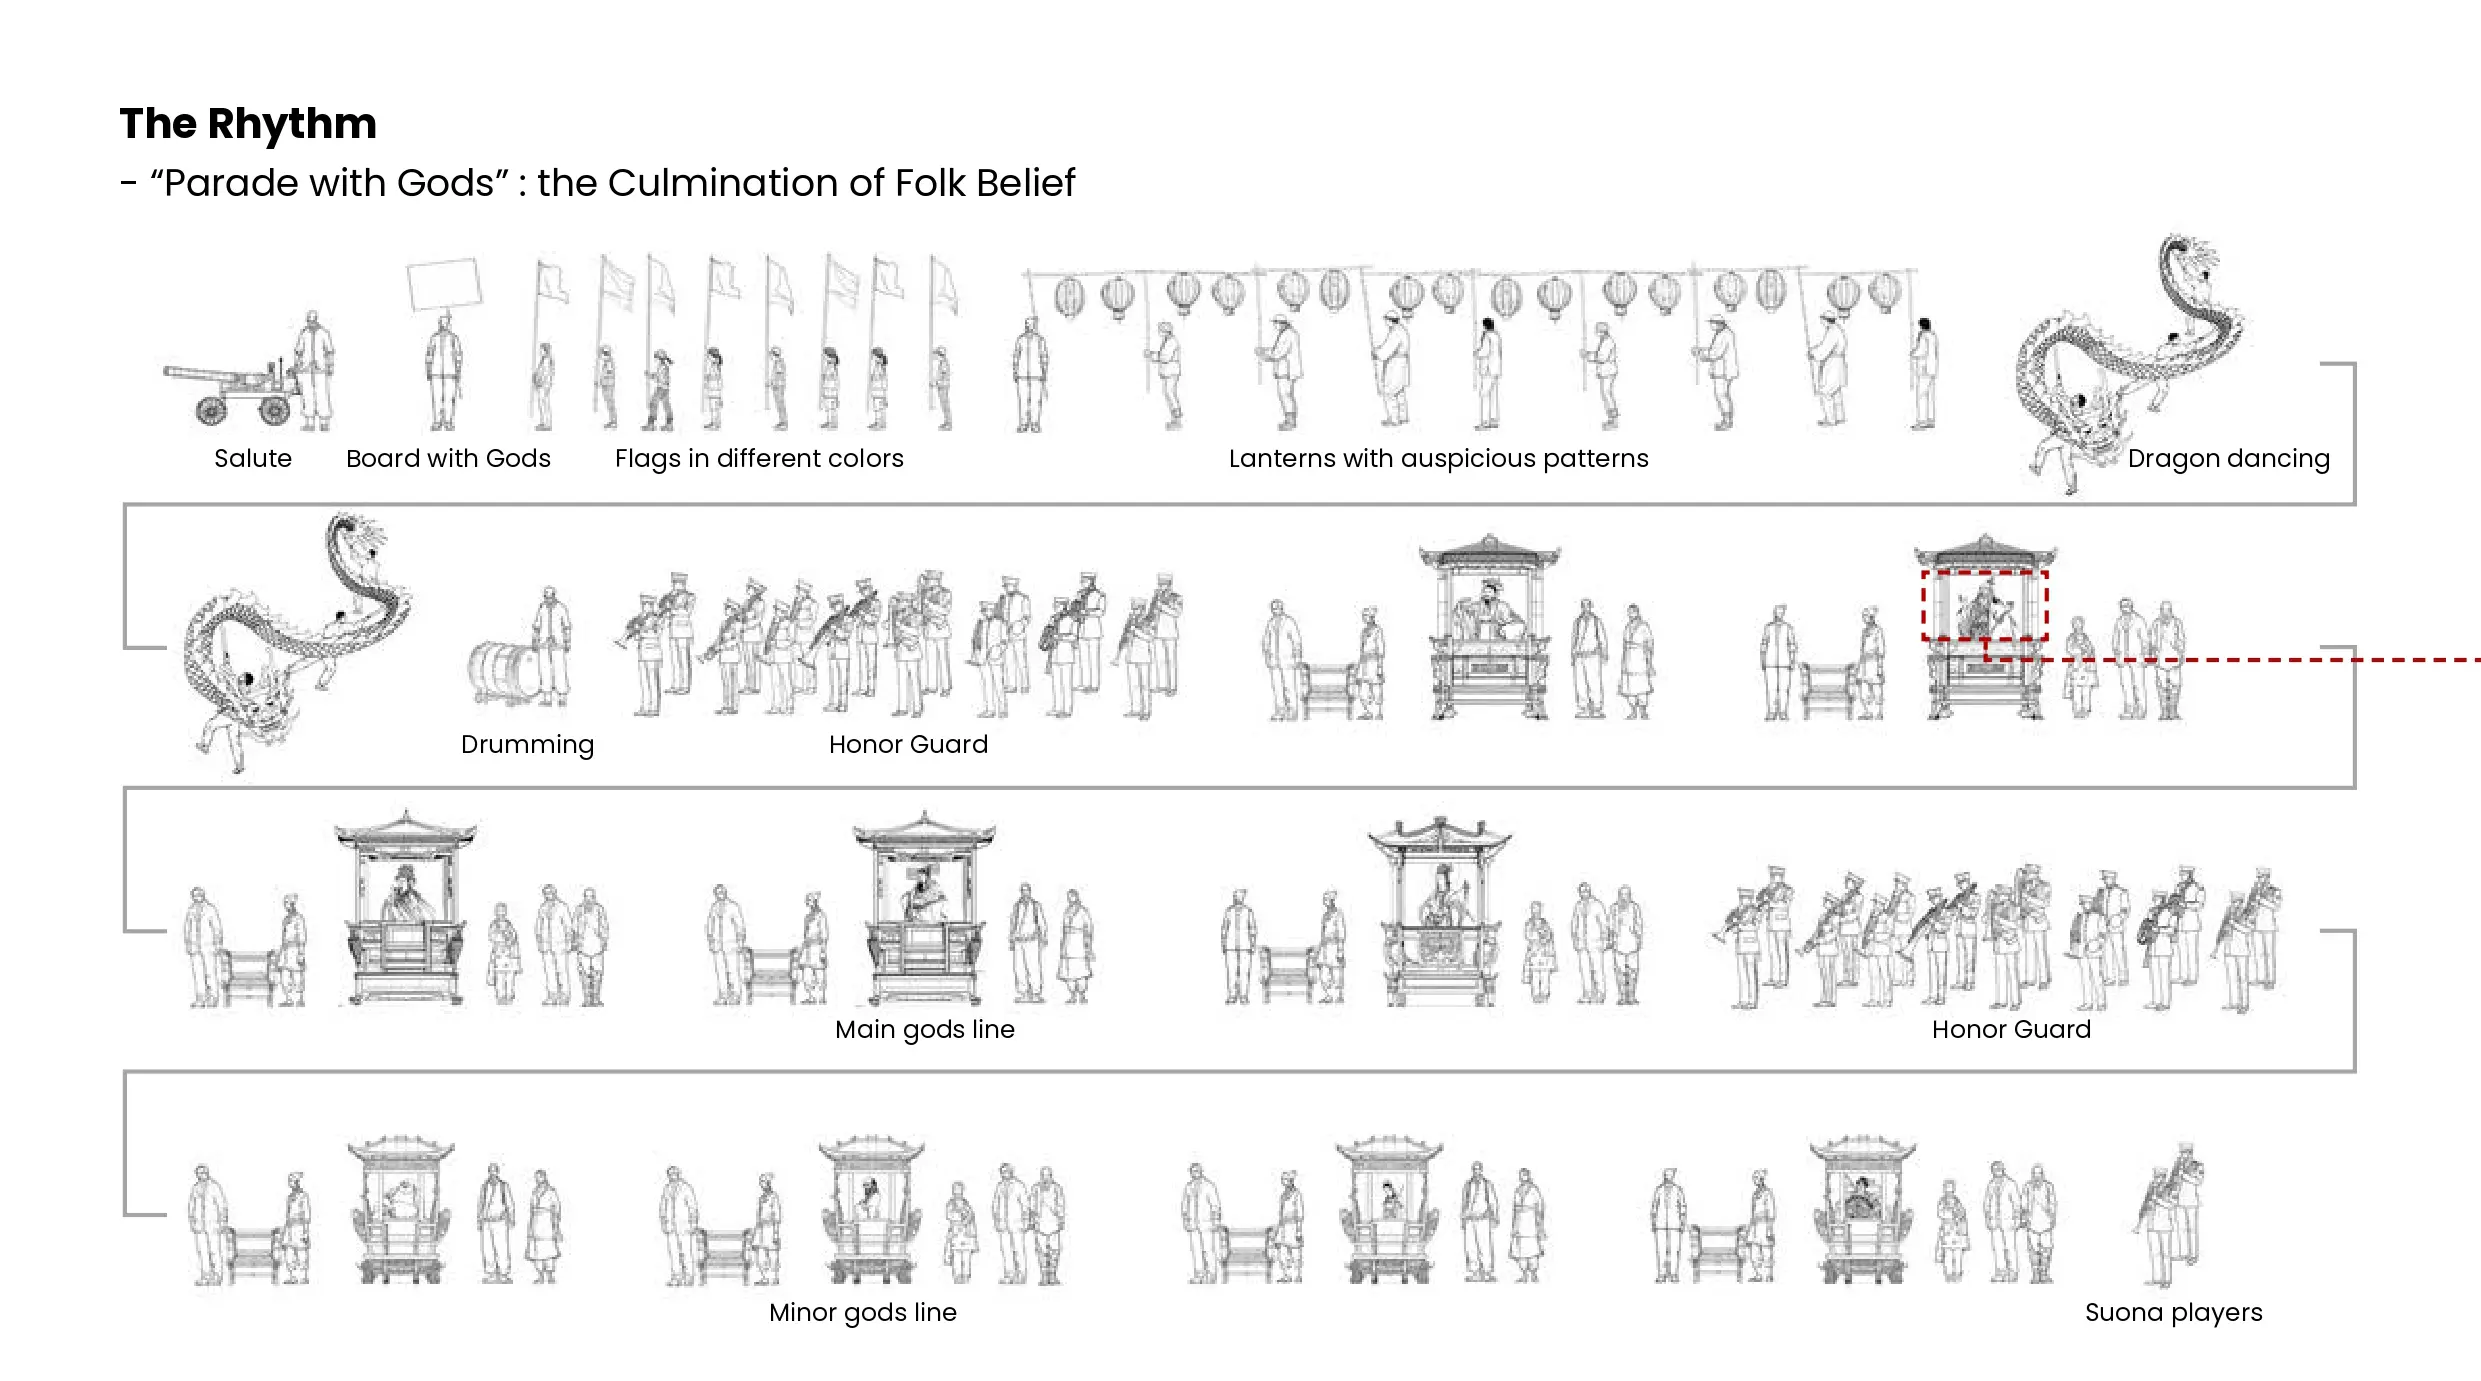 The Rhythm
- “Parade with Gods” : the Culmination of Folk Belief
Salute
Board with Gods
Flags in different colors
Lanterns with auspicious patterns
Dragon dancing
Drumming
Honor Guard
Main gods line
Honor Guard
Minor gods line
Suona players